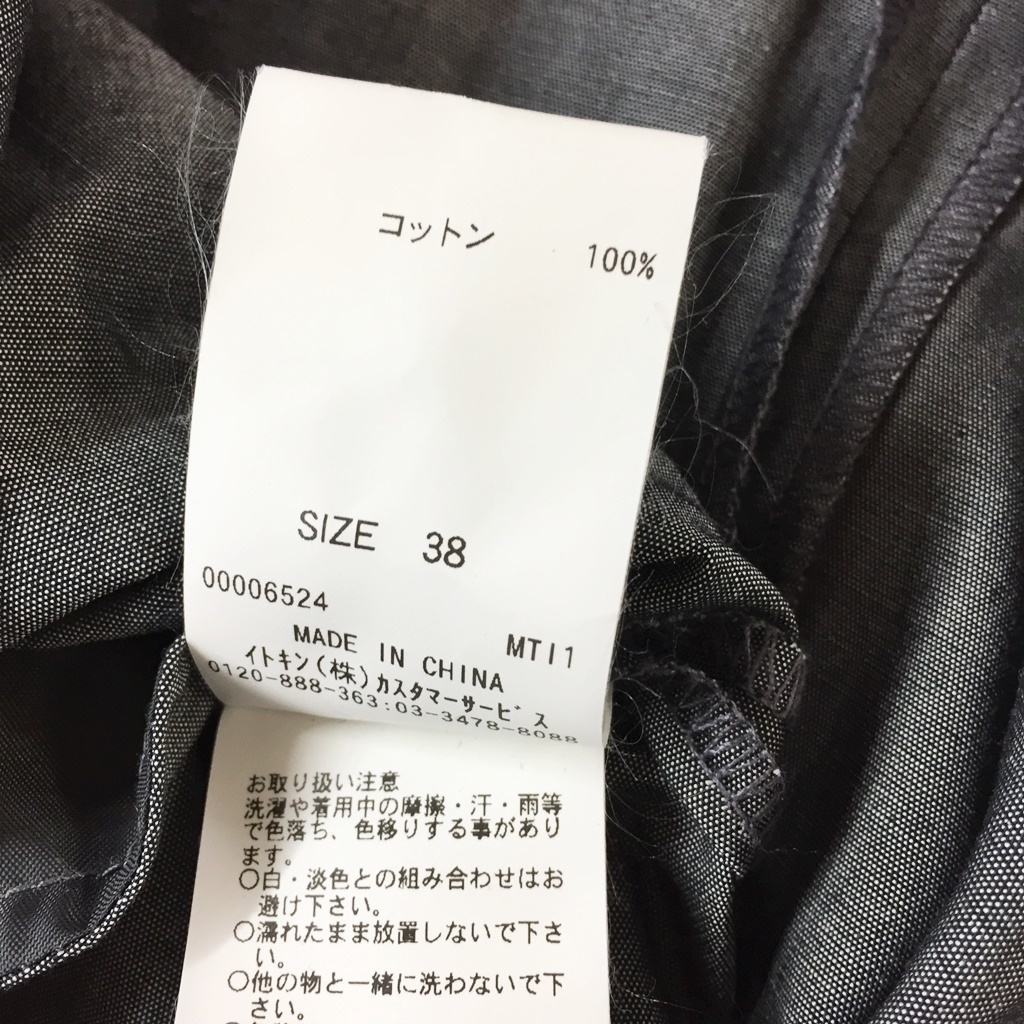 コットン 100%
SIZE 38
00006524
MADE IN CHINA MTI1
イトキン(株)カスタマーサービス
0120-888-363:03-3478-8088
お取り扱い注意
洗濯や着用中の摩擦・汗・雨等
で色落ち、色移りする事があり
ます。
○白・淡色との組み合わせはお
避け下さい。
○濡れたまま放置しないで下さ
い。
○他の物と一緒に洗わないで下
さい。